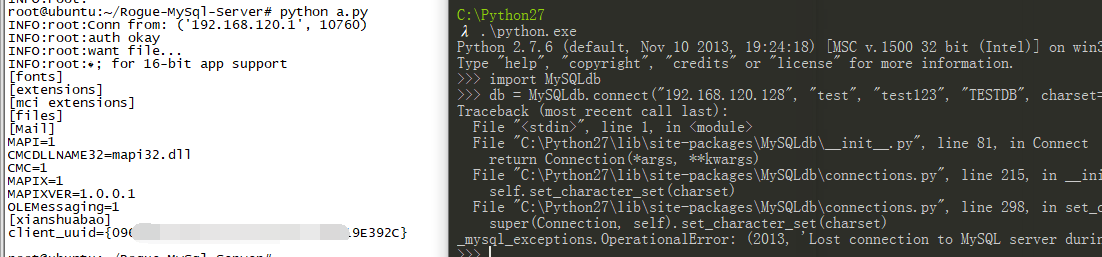 root@ubuntu:~/Rogue-MySql-Server# python a.py
INFO:root:Conn from: ('192.168.120.1', 10760)
INFO:root:auth okay
INFO:root:want file...
INFO:root:; for 16-bit app support
[fonts]
[extensions]
[mci extensions]
[files]
[Mail]
MAPI=1
CMCDLLNAME32=mapi32.dll
CMC=1
MAPIX=1
MAPIXVER=1.0.0.1
OLEMessaging=1
[xianshuabao]
client_uuid={096 9E392C}
root@ubuntu:~/Rogue-MySql-Server#
C:\Python27
λ .\python.exe
Python 2.7.6 (default, Nov 10 2013, 19:24:18) [MSC v.1500 32 bit (Intel)] on win3
Type "help", "copyright", "credits" or "license" for more information.
>>> import MySQLdb
>>> db = MySQLdb.connect("192.168.120.128", "test", "test123", "TESTDB", charset=
Traceback (most recent call last):
File "<stdin>", line 1, in <module>
File "C:\Python27\lib\site-packages\MySQLdb\__init__.py", line 81, in Connect
return Connection(*args, **kwargs)
File "C:\Python27\lib\site-packages\MySQLdb\connections.py", line 215, in __ini
self.set_character_set(charset)
File "C:\Python27\lib\site-packages\MySQLdb\connections.py", line 298, in set_c
super(Connection, self).set_character_set(charset)
_mysql_exceptions.OperationalError: (2013, 'Lost connection to MySQL server durin
>>>